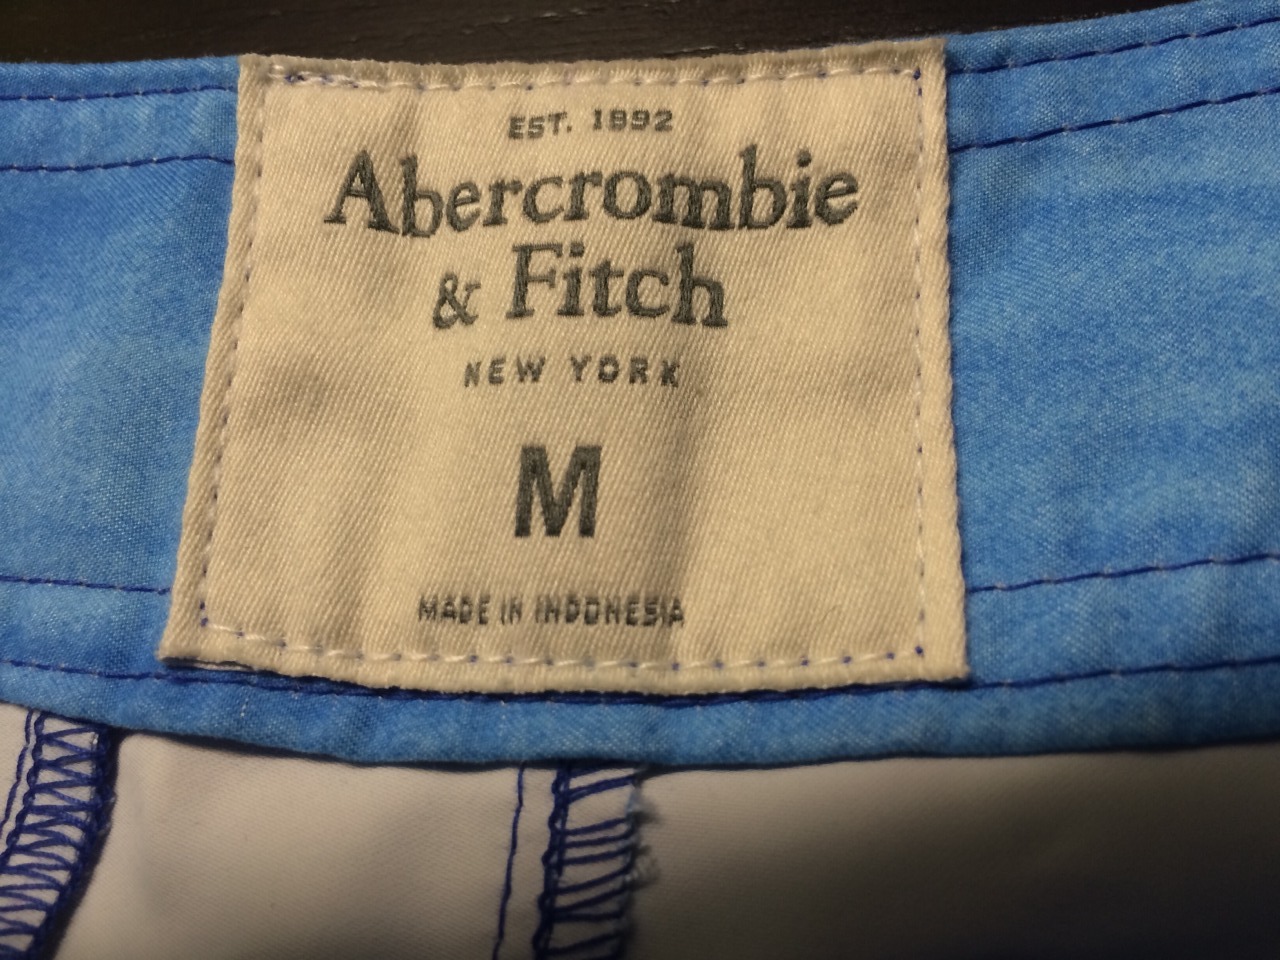 EST. 1892
Abercrombie
& Fitch
NEW YORK
M
MADE IN INDONESIA